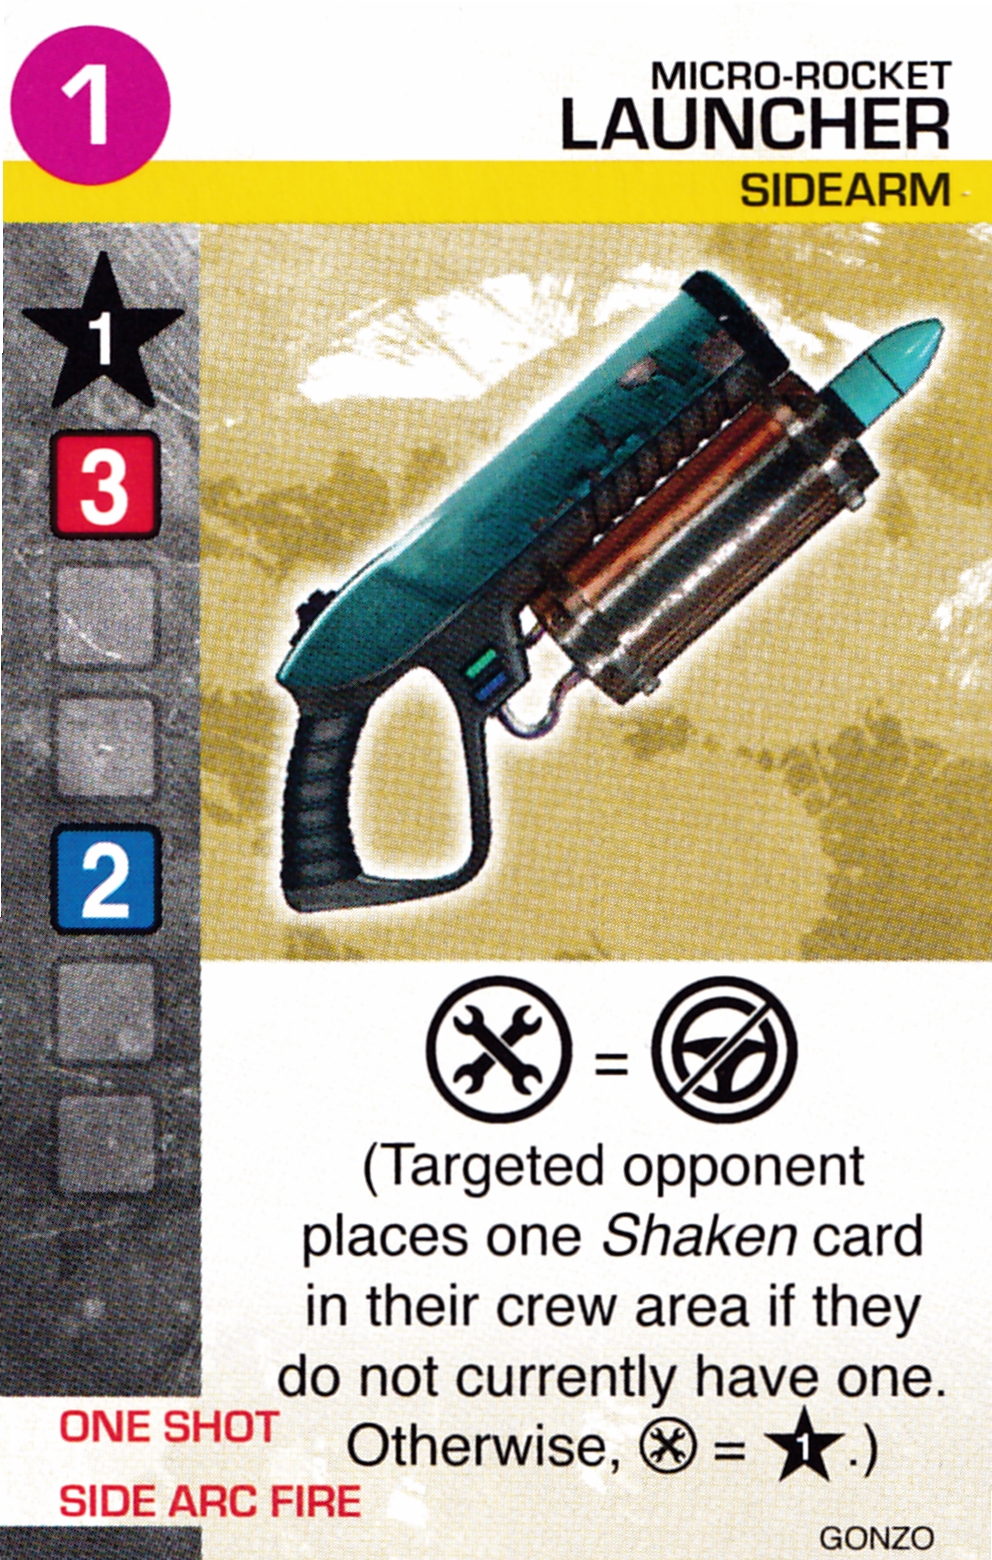 1
MICRO-ROCKET
LAUNCHER
SIDEARM
1
3
2
=
(Targeted opponent
places one Shaken card
in their crew area if they
do not currently have one.
Otherwise, = 1.)
ONE SHOT
SIDE ARC FIRE
GONZO